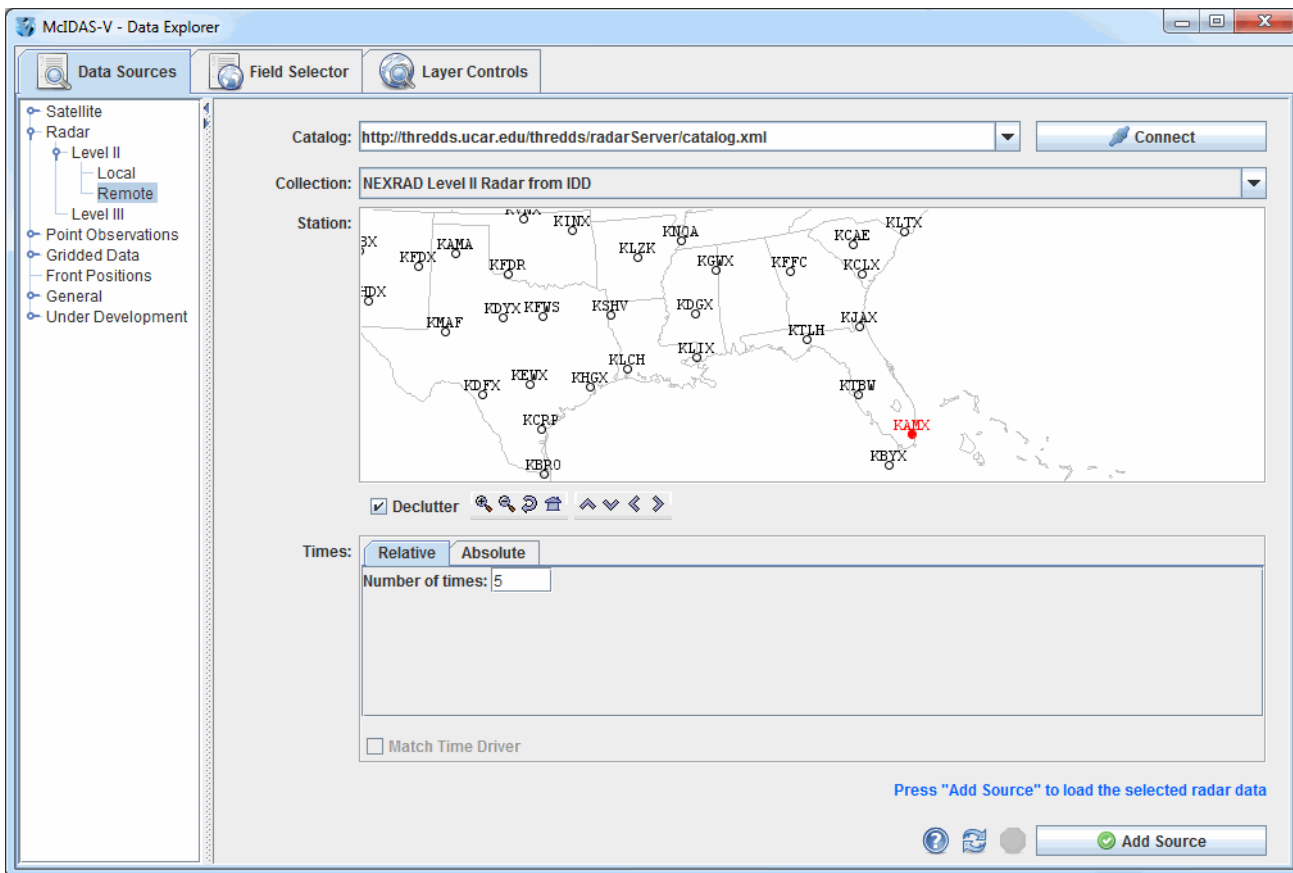 McIDAS-V - Data Explorer
Data Sources
Field Selector
Layer Controls
Satellite
Radar
Level II
Local
Remote
Level III
Point Observations
Gridded Data
Front Positions
General
Under Development
Catalog: http://thredds.ucar.edu/thredds/radarServer/catalog.xml
Connect
Collection: NEXRAD Level II Radar from IDD
Station:
KVNX
KINX
KNQA
KCAE
KLTX
KAMA
KFDX
KFDR
KLZK
KGWX
KFFC
KCLX
HDX
KDYX
KFWS
KSHV
KDGX
KJAX
KMAF
KTLH
KLIX
KLCH
KDFX
KEWX
KHGX
KTBW
KCRP
KAMX
KBYX
KBRO
Declutter
Times:
Relative
Absolute
Number of times: 5
Match Time Driver
Press "Add Source" to load the selected radar data
Add Source